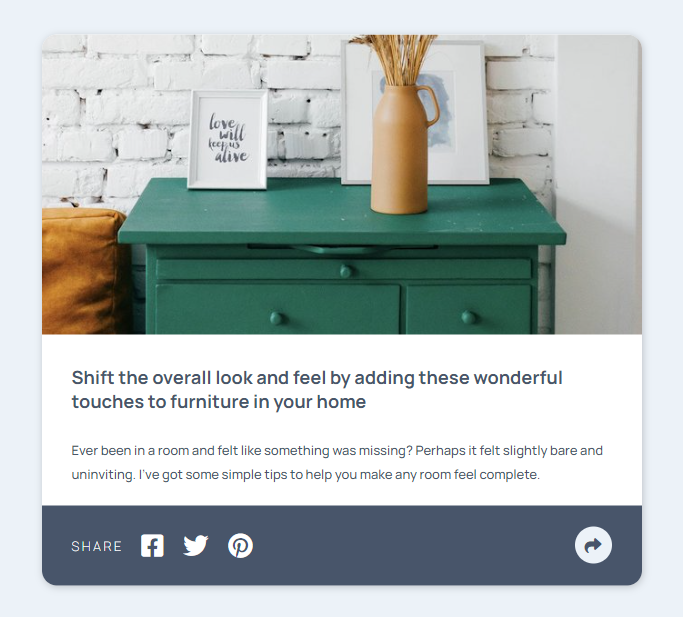 love
will
keep us
alive
Shift the overall look and feel by adding these wonderful
touches to furniture in your home
Ever been in a room and felt like something was missing? Perhaps it felt slightly bare and
uninviting. I've got some simple tips to help you make any room feel complete.
SHARE